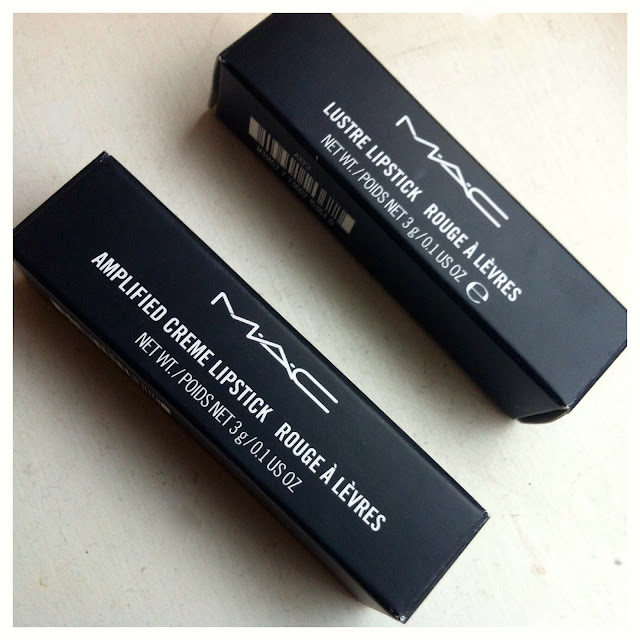 M·A·C
LUSTRE LIPSTICK ROUGE À LÈVRES
NET WT./POIDS NET 3 g/0.1 US OZ ℮
M·A·C
AMPLIFIED CREME LIPSTICK ROUGE À LÈVRES
NET WT./POIDS NET 3 g/0.1 US OZ